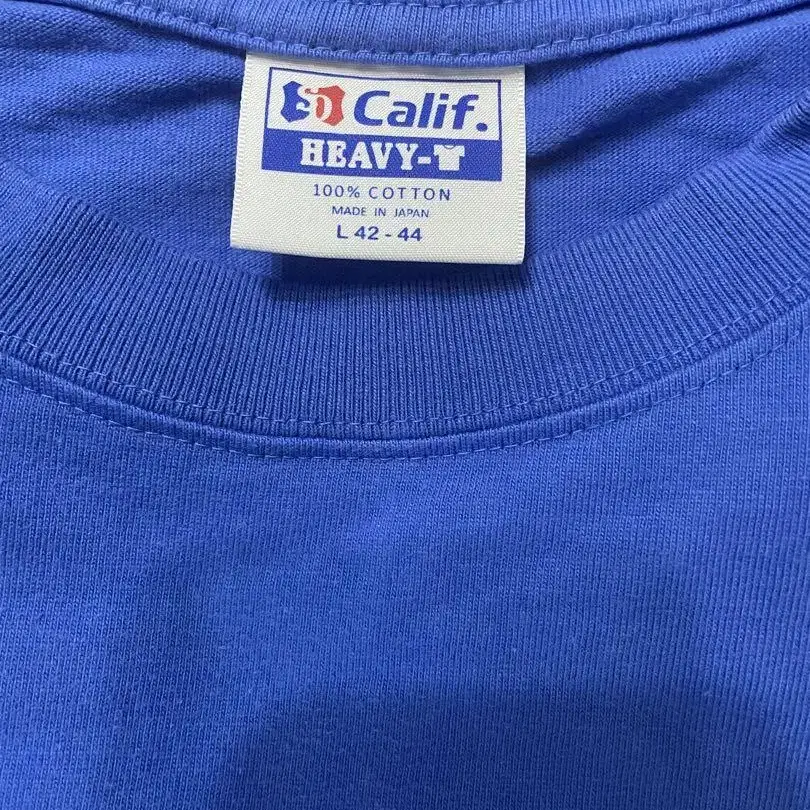 SD Calif.
HEAVY-
100% COTTON
MADE IN JAPAN
L 42 - 44